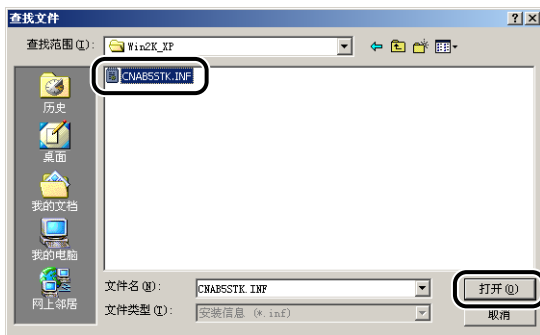 查找文件
查找范围(I):
Win2K_XP
CNAB5STK.INF
历史
桌面
我的文档
我的电脑
网上邻居
文件名(N):
CNAB5STK.INF
打开(O)
文件类型(T):
安装信息 (*.inf)
取消